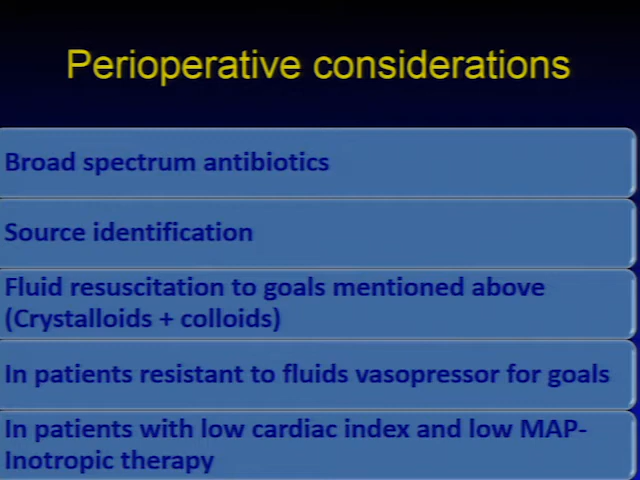 Perioperative considerations
Broad spectrum antibiotics
Source identification
Fluid resuscitation to goals mentioned above
(Crystalloids + colloids)
In patients resistant to fluids vasopressor for goals
In patients with low cardiac index and low MAP-
Inotropic therapy